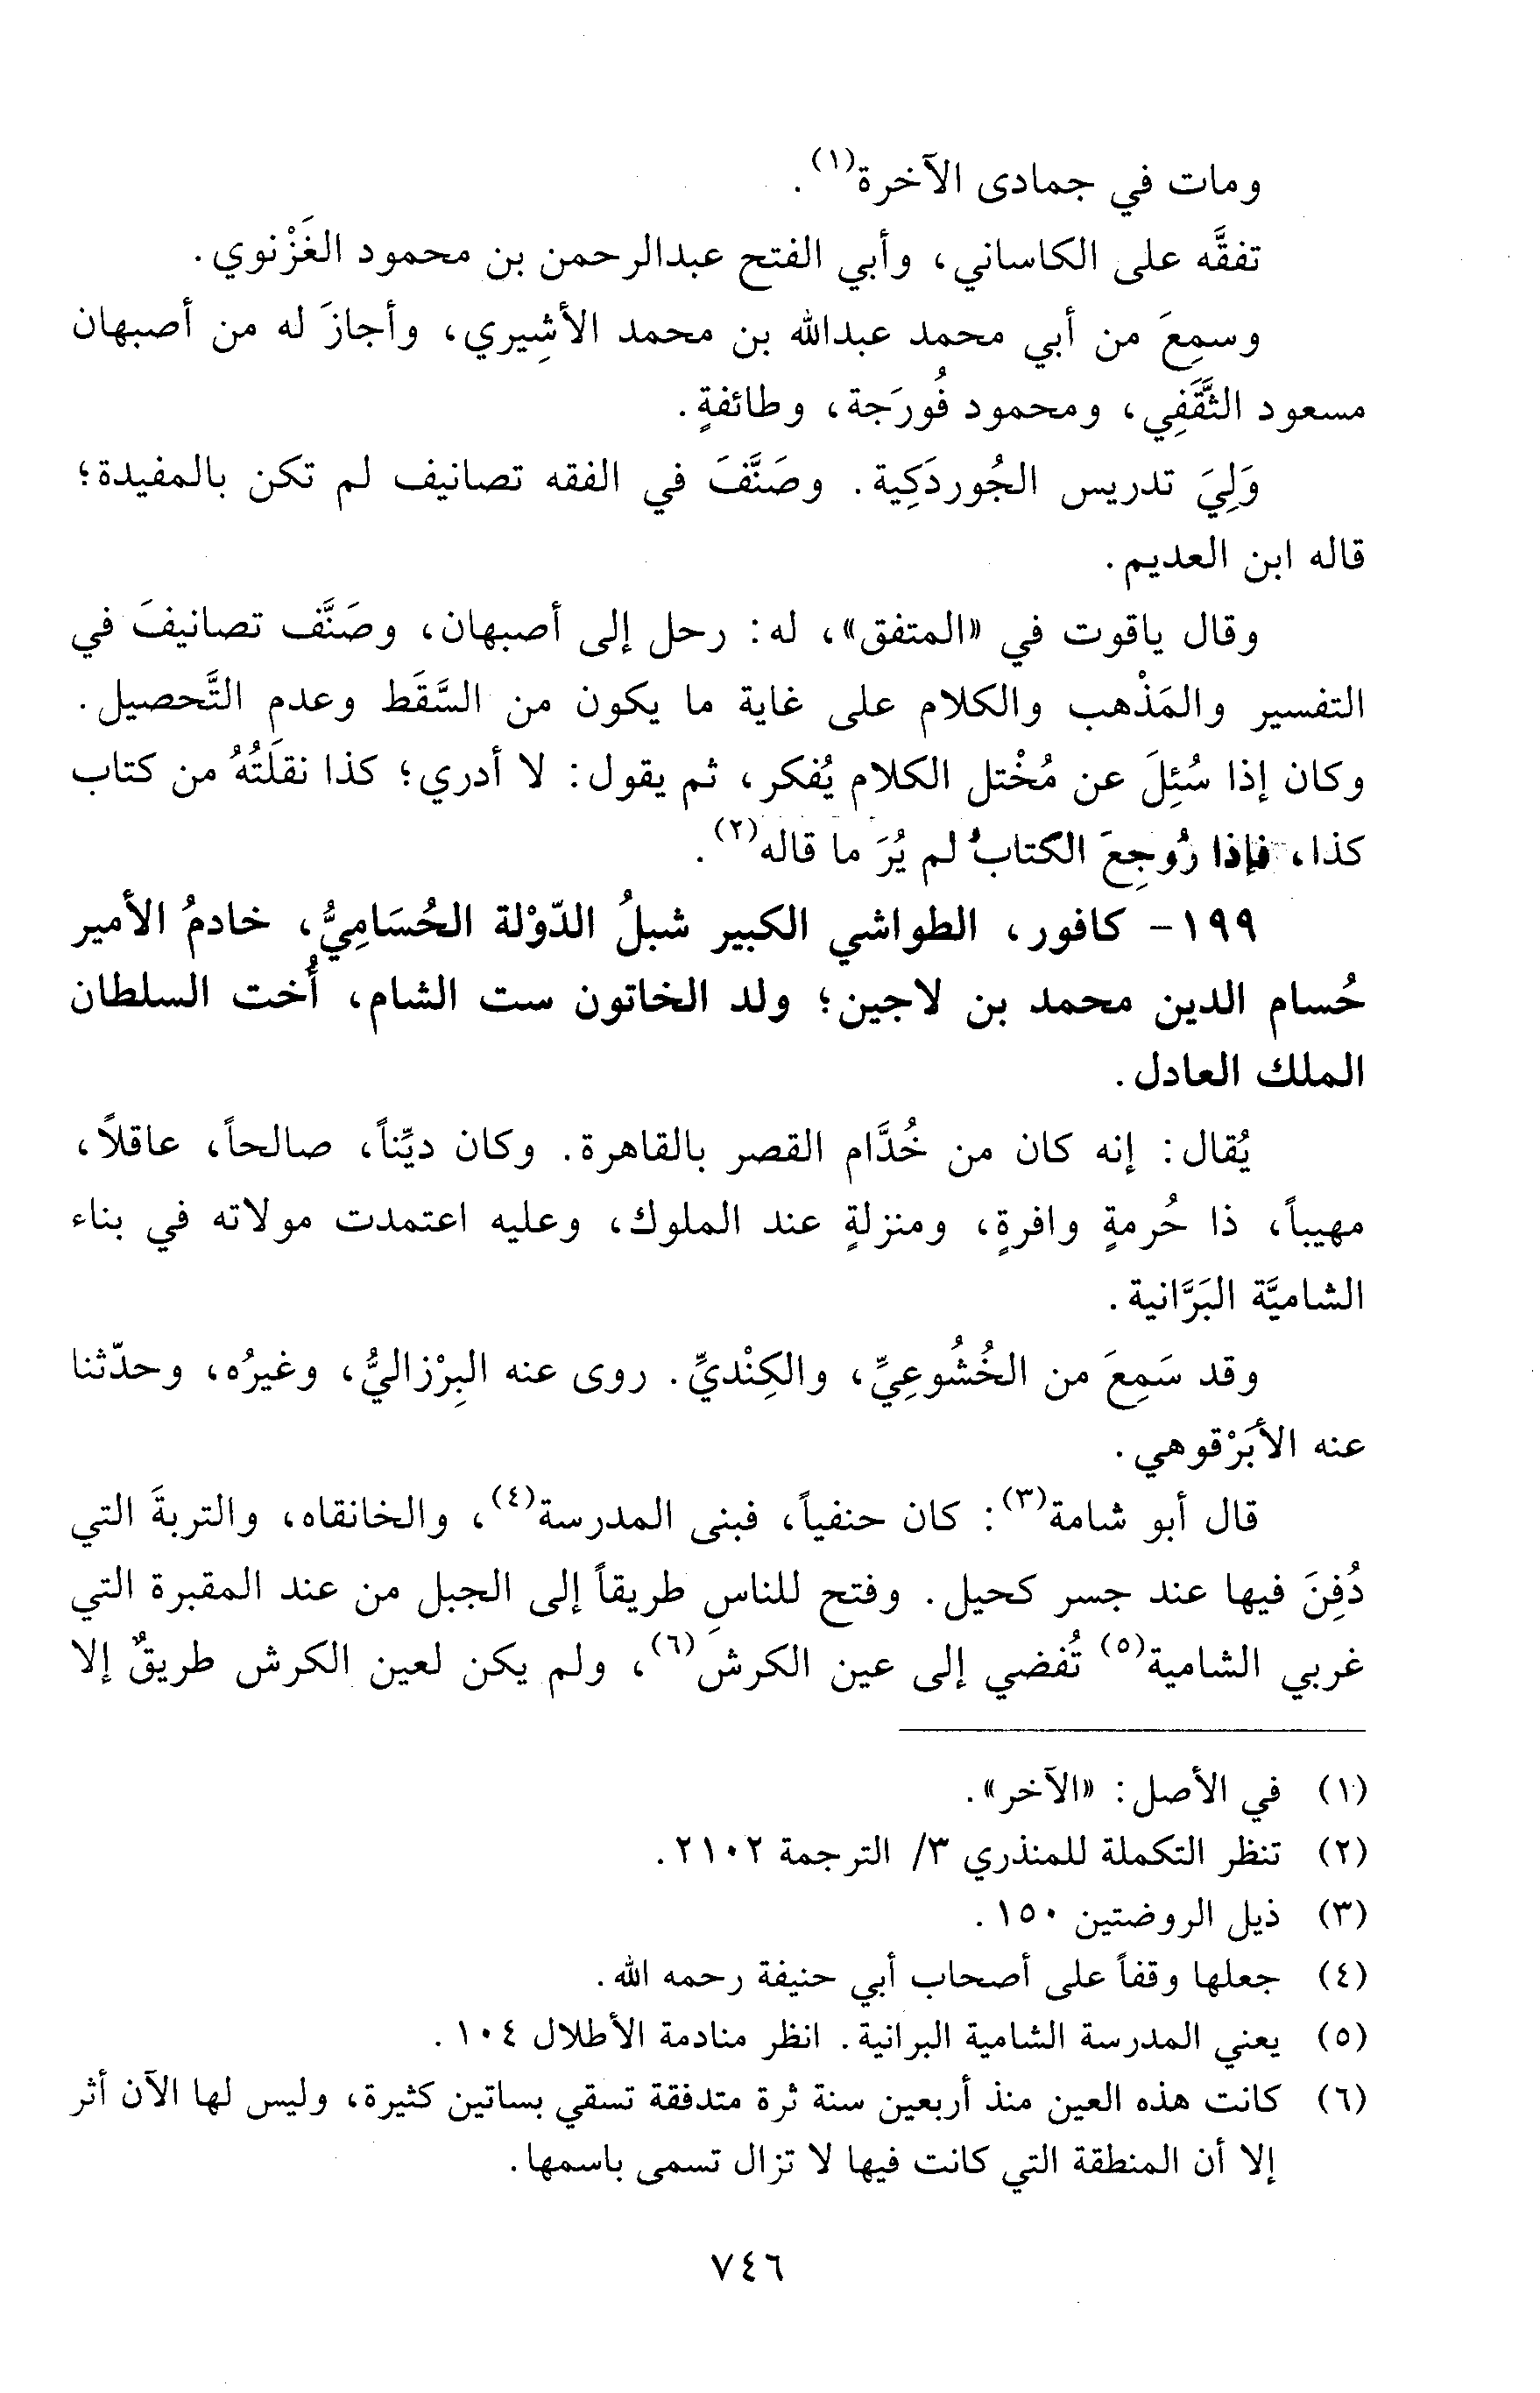 ومات في جمادى الآخرة(١).
تفقَّه على الكاساني، وأبي الفتح عبدالرحمن بن محمود الغَزْنوي.
وسمِعَ من أبي محمد عبدالله بن محمد الأشِيري، وأجازَ له من أصبهان
مسعود الثَّقَفِي، ومحمود فُورَجة، وطائفةٍ.
وَلِيَ تدريس الجُوردَكِية. وصَنَّفَ في الفقه تصانيف لم تكن بالمفيدة؛
قاله ابن العديم.
وقال ياقوت في «المتفق»، له: رحل إلى أصبهان، وصَنَّف تصانيفَ في
التفسير والمَذْهب والكلام على غاية ما يكون من السَّقَط وعدم التَّحصيل.
وكان إذا سُئِلَ عن مُخْتل الكلام يُفكر، ثم يقول: لا أدري؛ كذا نقلَتُهُ من كتاب
كذا، فإذا رُوجِعَ الكتابُ لم يُرَ ما قاله(٢).
١٩٩- كافور، الطواشي الكبير شبلُ الدّوْلة الحُسَامِيُّ، خادمُ الأمير
حُسام الدين محمد بن لاجين؛ ولد الخاتون ست الشام، أُخت السلطان
الملك العادل.
يُقال: إنه كان من خُدَّام القصر بالقاهرة. وكان ديِّناً، صالحاً، عاقلاً،
مهيباً، ذا حُرمةٍ وافرةٍ، ومنزلةٍ عند الملوك، وعليه اعتمدت مولاته في بناء
الشاميَّة البَرَّانية.
وقد سَمِعَ من الخُشُوعِيِّ، والكِنْديِّ. روى عنه البِرْزاليُّ، وغيرُه، وحدّثنا
عنه الأبَرْقوهي.
قال أبو شامة(٣): كان حنفياً، فبنى المدرسة(٤)، والخانقاه، والتربةَ التي
دُفِنَ فيها عند جسر كحيل. وفتح للناسِ طريقاً إلى الجبل من عند المقبرة التي
غربي الشامية(٥) تُفضي إلى عين الكرش(٦)، ولم يكن لعين الكرش طريقٌ إلا
(١) في الأصل: «الآخر».
(٢) تنظر التكملة للمنذري ٣/ الترجمة ٢١٠٢.
(٣) ذيل الروضتين ١٥٠.
(٤) جعلها وقفاً على أصحاب أبي حنيفة رحمه الله.
(٥) يعني المدرسة الشامية البرانية. انظر منادمة الأطلال ١٠٤.
(٦) كانت هذه العين منذ أربعين سنة ثرة متدفقة تسقي بساتين كثيرة، وليس لها الآن أثر
إلا أن المنطقة التي كانت فيها لا تزال تسمى باسمها.
٧٤٦